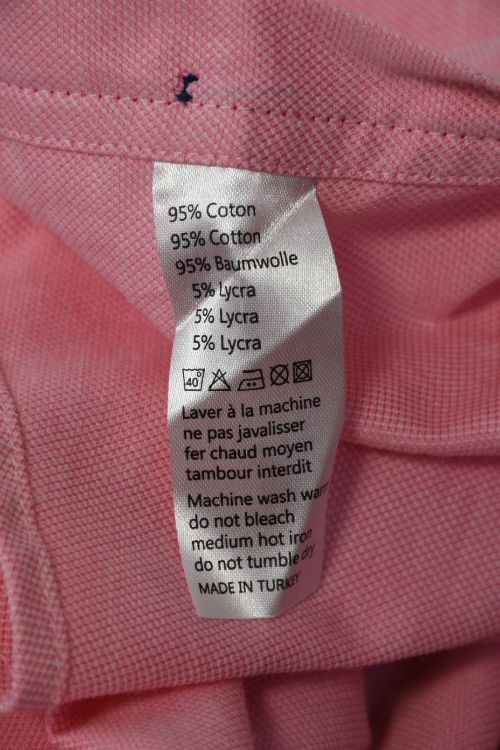 95% Coton
95% Cotton
95% Baumwolle
5% Lycra
5% Lycra
5% Lycra
40°
Laver à la machine
ne pas javalisser
fer chaud moyen
tambour interdit
Machine wash warm
do not bleach
medium hot iron
do not tumble dry
MADE IN TURKEY